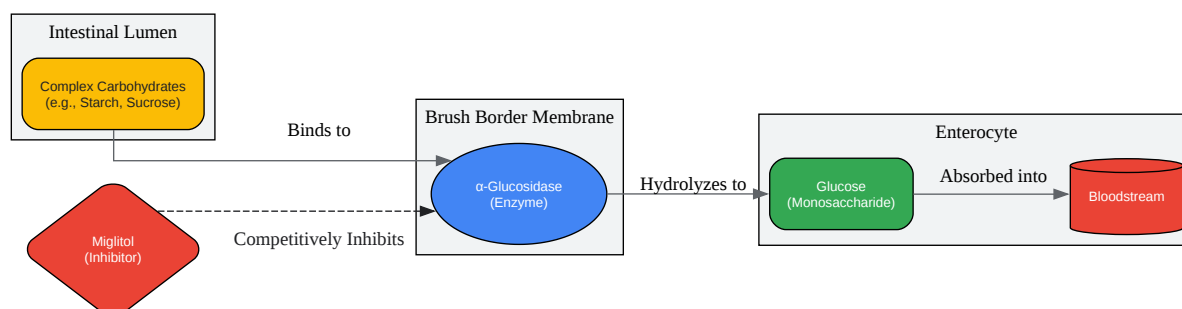 Intestinal Lumen
Complex Carbohydrates
(e.g., Starch, Sucrose)
Binds to
Brush Border Membrane
α-Glucosidase
(Enzyme)
Miglitol
(Inhibitor)
Competitively Inhibits
Hydrolyzes to
Enterocyte
Glucose
(Monosaccharide)
Absorbed into
Bloodstream